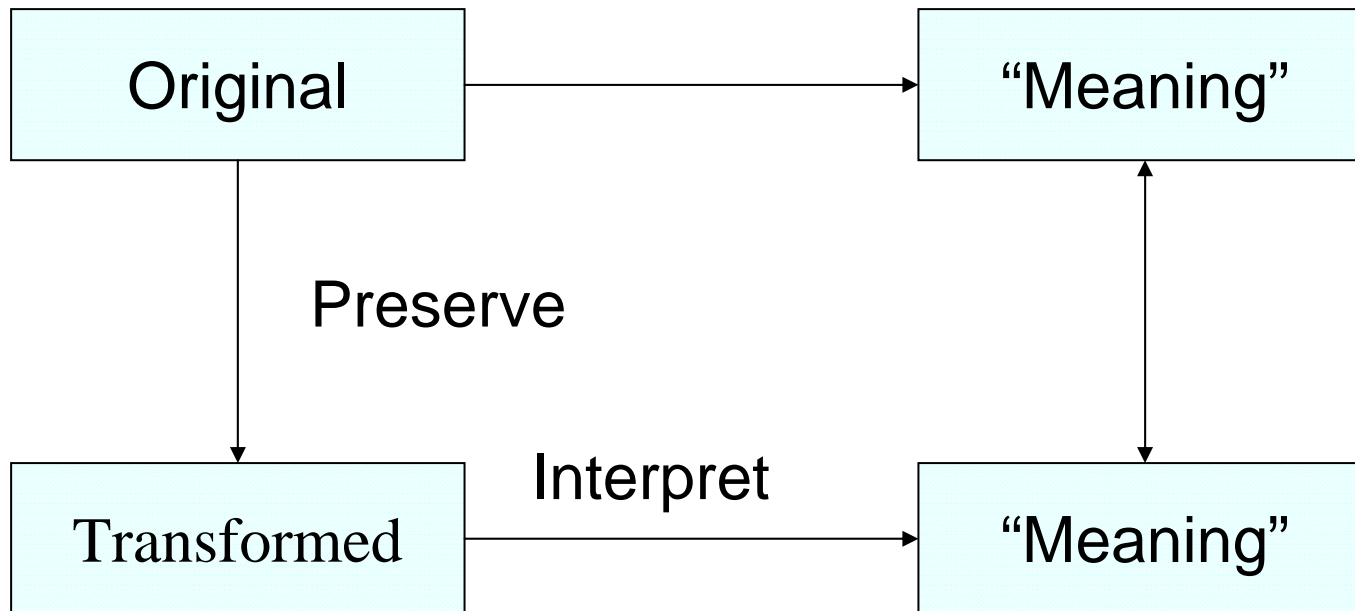 Original
“Meaning”
Preserve
Interpret
Transformed
“Meaning”